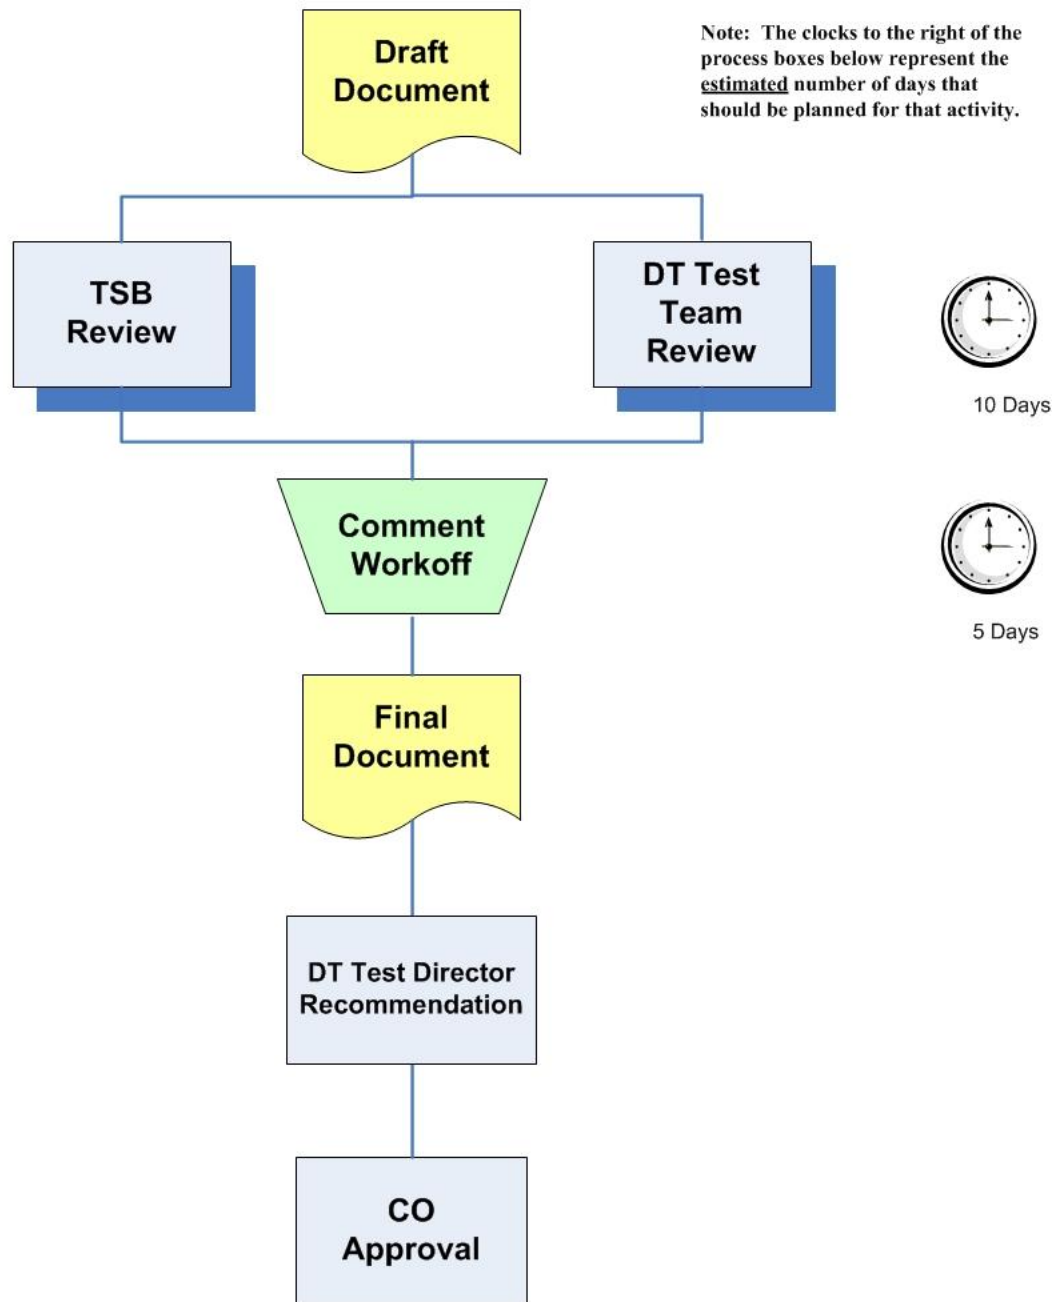 Draft
Document
Note: The clocks to the right of the
process boxes below represent the
estimated number of days that
should be planned for that activity.
TSB
Review
DT Test
Team
Review
10 Days
Comment
Workoff
5 Days
Final
Document
DT Test Director
Recommendation
CO
Approval